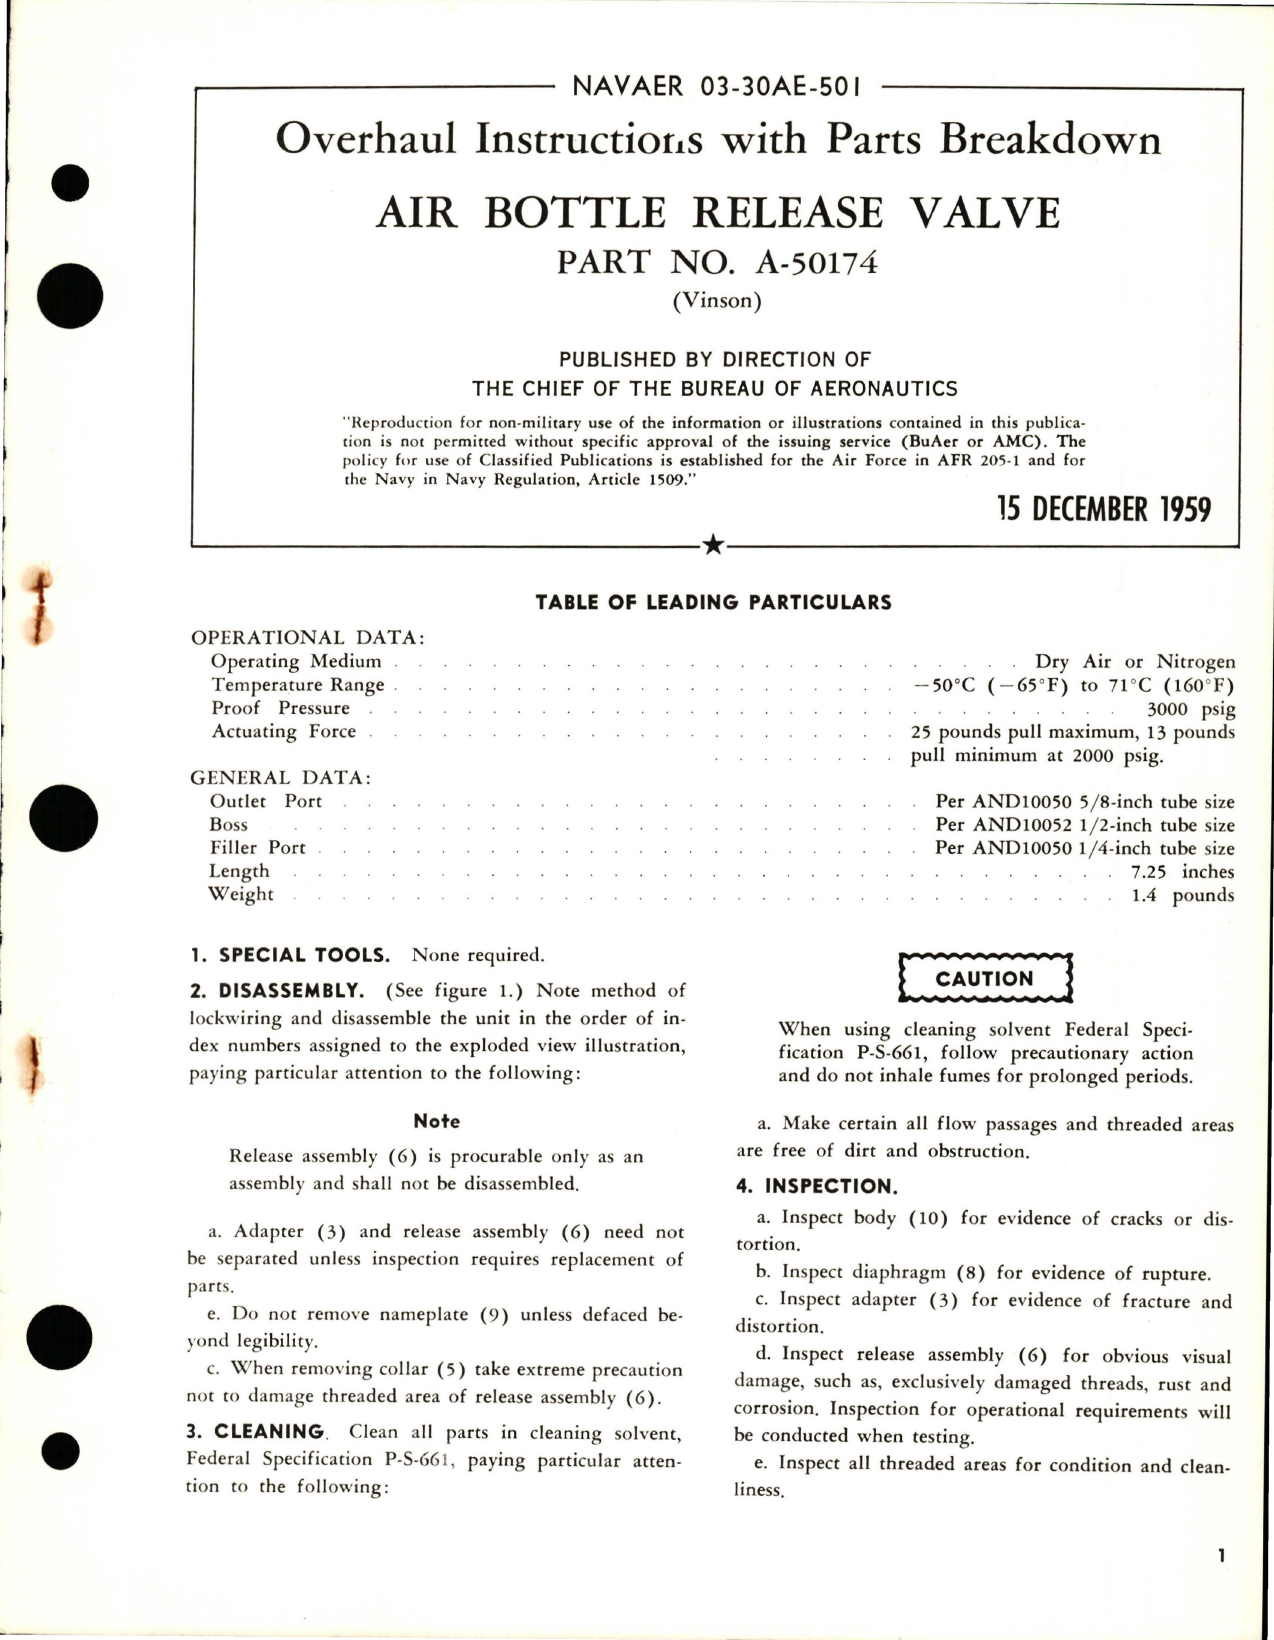 NAVAER 03-30AE-501
Overhaul Instructions with Parts Breakdown
AIR BOTTLE RELEASE VALVE
PART NO. A-50174
(Vinson)
PUBLISHED BY DIRECTION OF
THE CHIEF OF THE BUREAU OF AERONAUTICS
"Reproduction for non-military use of the information or illustrations contained in this publica-
tion is not permitted without specific approval of the issuing service (BuAer or AMC). The
policy for use of Classified Publications is established for the Air Force in AFR 205-1 and for
the Navy in Navy Regulation, Article 1509."
15 DECEMBER 1959
TABLE OF LEADING PARTICULARS
OPERATIONAL DATA:
Operating Medium . . . . . . . . . . Dry Air or Nitrogen
Temperature Range . . . . . . . . . . −50°C (−65°F) to 71°C (160°F)
Proof Pressure . . . . . . . . . . 3000 psig
Actuating Force . . . . . . . . . . 25 pounds pull maximum, 13 pounds
. . . . . . . . pull minimum at 2000 psig.
GENERAL DATA:
Outlet Port . . . . . . . . . . Per AND10050 5/8-inch tube size
Boss . . . . . . . . . . Per AND10052 1/2-inch tube size
Filler Port . . . . . . . . . . Per AND10050 1/4-inch tube size
Length . . . . . . . . . . 7.25 inches
Weight . . . . . . . . . . 1.4 pounds
1. SPECIAL TOOLS. None required.
2. DISASSEMBLY. (See figure 1.) Note method of
lockwiring and disassemble the unit in the order of in-
dex numbers assigned to the exploded view illustration,
paying particular attention to the following:
Note
Release assembly (6) is procurable only as an
assembly and shall not be disassembled.
a. Adapter (3) and release assembly (6) need not
be separated unless inspection requires replacement of
parts.
e. Do not remove nameplate (9) unless defaced be-
yond legibility.
c. When removing collar (5) take extreme precaution
not to damage threaded area of release assembly (6).
3. CLEANING. Clean all parts in cleaning solvent,
Federal Specification P-S-661, paying particular atten-
tion to the following:
CAUTION
When using cleaning solvent Federal Speci-
fication P-S-661, follow precautionary action
and do not inhale fumes for prolonged periods.
a. Make certain all flow passages and threaded areas
are free of dirt and obstruction.
4. INSPECTION.
a. Inspect body (10) for evidence of cracks or dis-
tortion.
b. Inspect diaphragm (8) for evidence of rupture.
c. Inspect adapter (3) for evidence of fracture and
distortion.
d. Inspect release assembly (6) for obvious visual
damage, such as, exclusively damaged threads, rust and
corrosion. Inspection for operational requirements will
be conducted when testing.
e. Inspect all threaded areas for condition and clean-
liness.
1